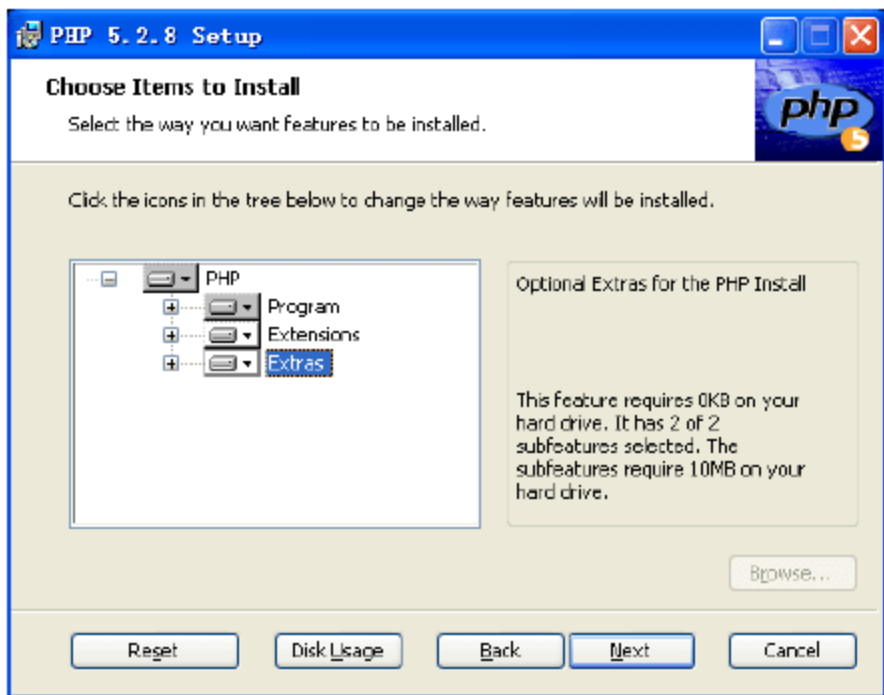 PHP 5.2.8 Setup
Choose Items to Install
Select the way you want features to be installed.
php
5
Click the icons in the tree below to change the way features will be installed.
PHP
Program
Extensions
Extras
Optional Extras for the PHP Install
This feature requires 0KB on your
hard drive. It has 2 of 2
subfeatures selected. The
subfeatures require 10MB on your
hard drive.
Browse...
Reset
Disk Usage
Back
Next
Cancel